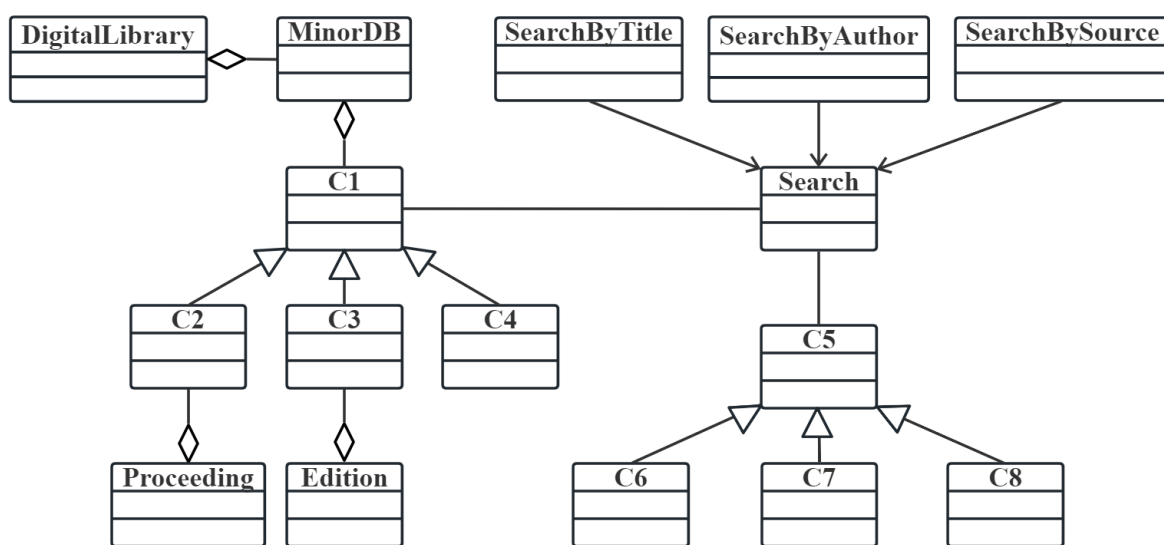 DigitalLibrary
MinorDB
SearchByTitle
SearchByAuthor
SearchBySource
C1
Search
C2
C3
C4
C5
Proceeding
Edition
C6
C7
C8